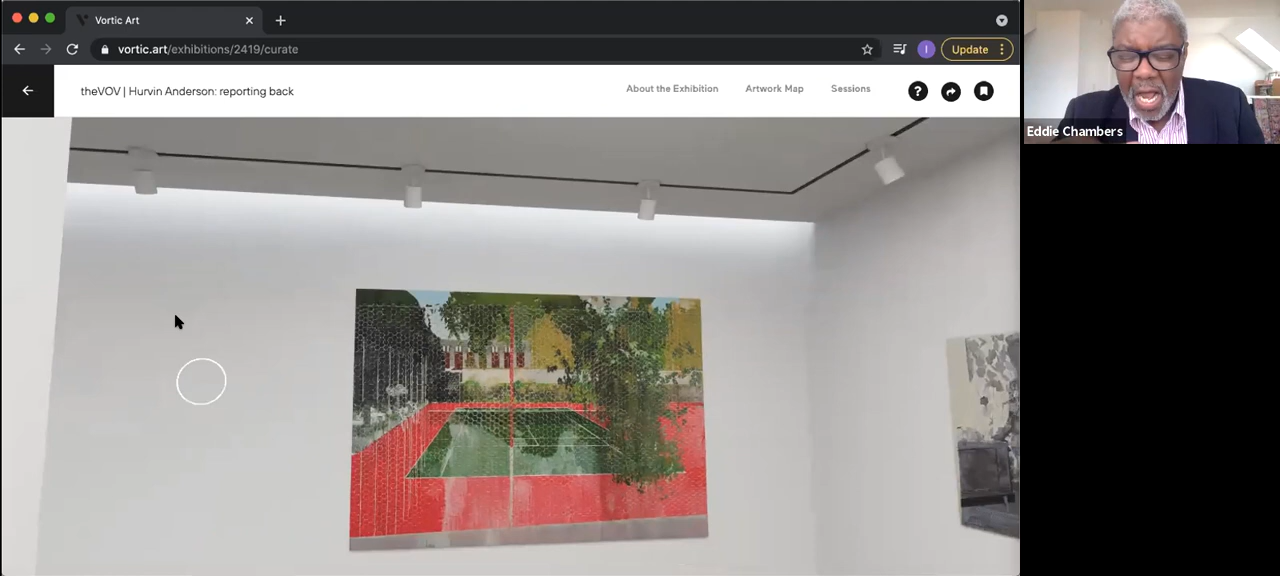 Vortic Art
vortic.art/exhibitions/2419/curate
I
Update
theVOV | Hurvin Anderson: reporting back
About the Exhibition
Artwork Map
Sessions
?
Eddie Chambers